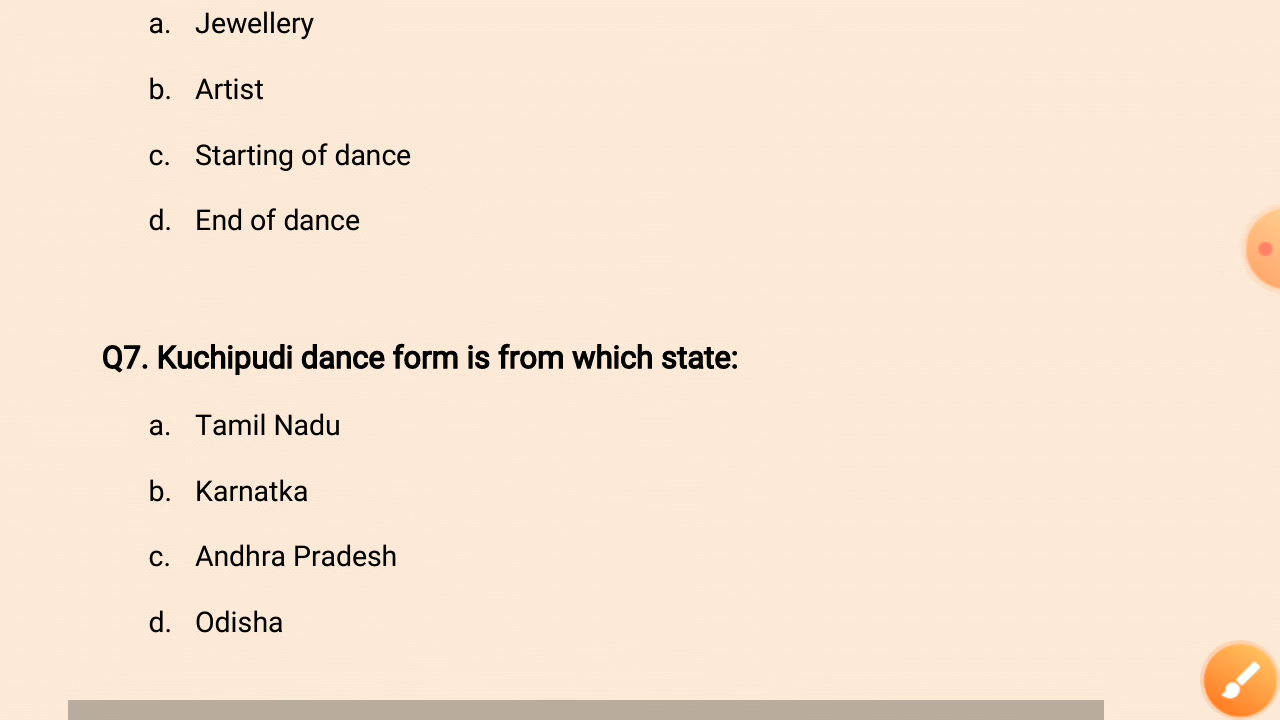 a. Jewellery
b. Artist
c. Starting of dance
d. End of dance
Q7. Kuchipudi dance form is from which state:
a. Tamil Nadu
b. Karnatka
c. Andhra Pradesh
d. Odisha